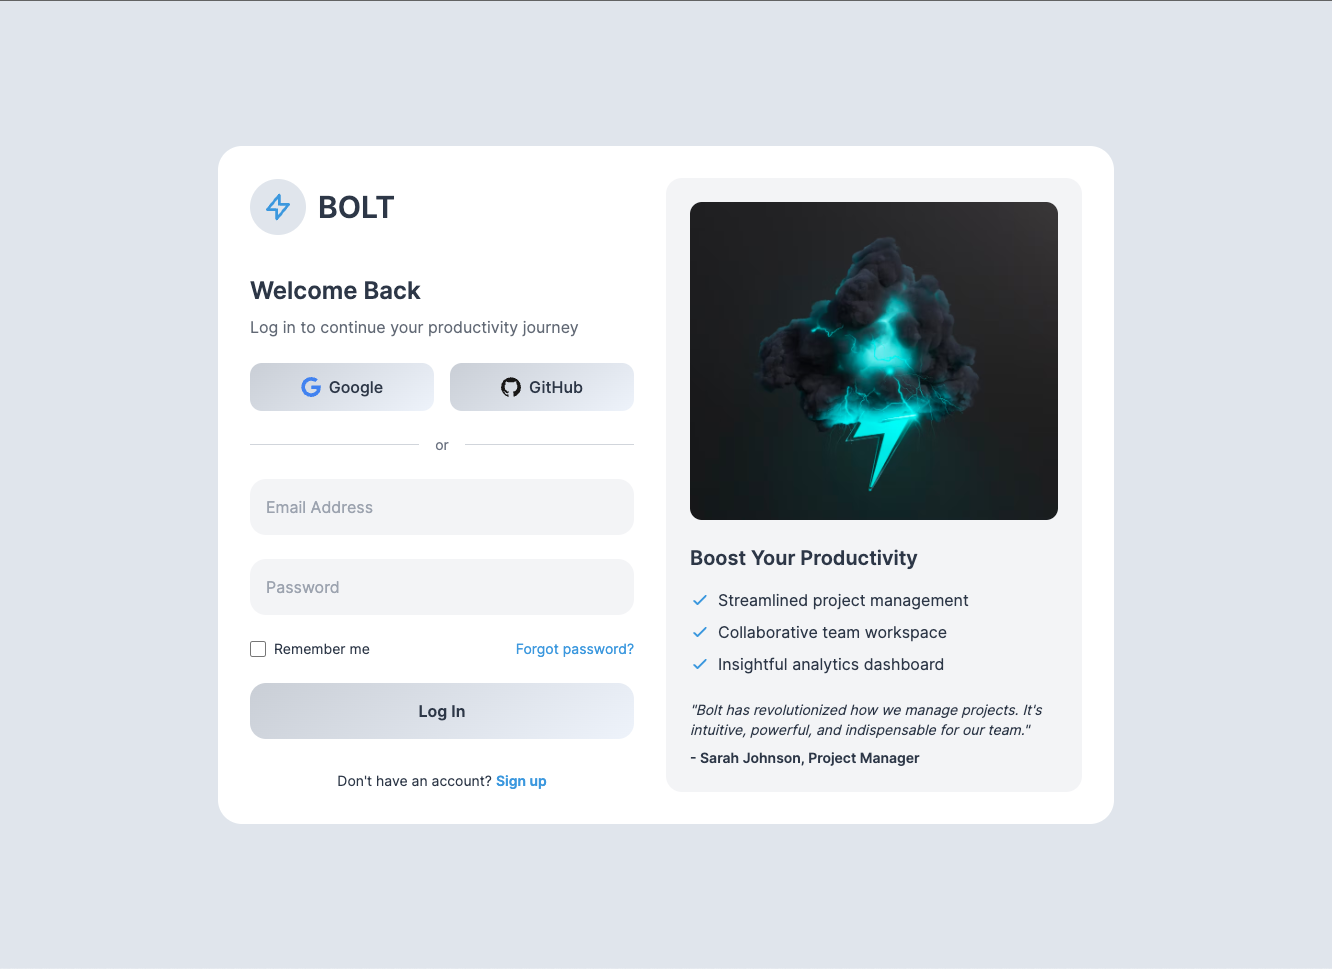 BOLT
Welcome Back
Log in to continue your productivity journey
Google
GitHub
or
Email Address
Password
Remember me
Forgot password?
Log In
Don't have an account? Sign up
Boost Your Productivity
Streamlined project management
Collaborative team workspace
Insightful analytics dashboard
"Bolt has revolutionized how we manage projects. It's
intuitive, powerful, and indispensable for our team."
- Sarah Johnson, Project Manager